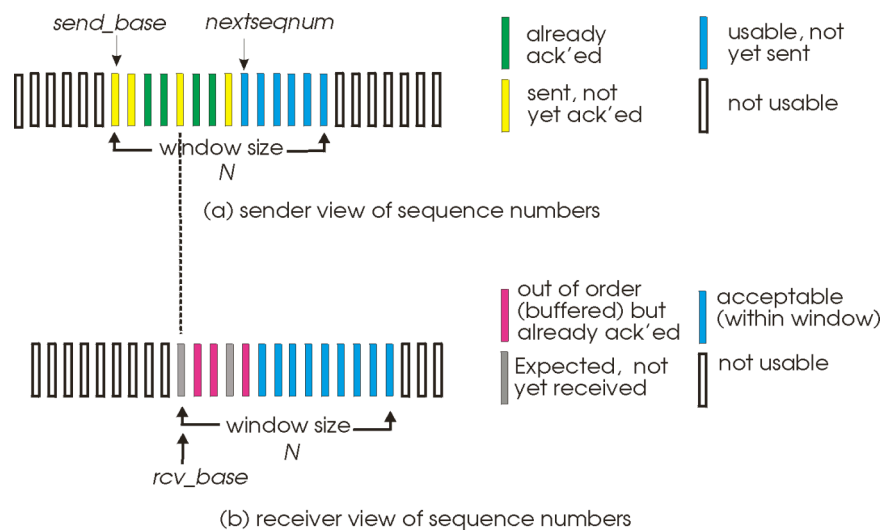 send_base
nextseqnum
already
ack'ed
usable, not
yet sent
sent, not
yet ack'ed
not usable
window size
N
(a) sender view of sequence numbers
out of order
(buffered) but
already ack'ed
acceptable
(within window)
Expected, not
yet received
not usable
window size
N
rcv_base
(b) receiver view of sequence numbers